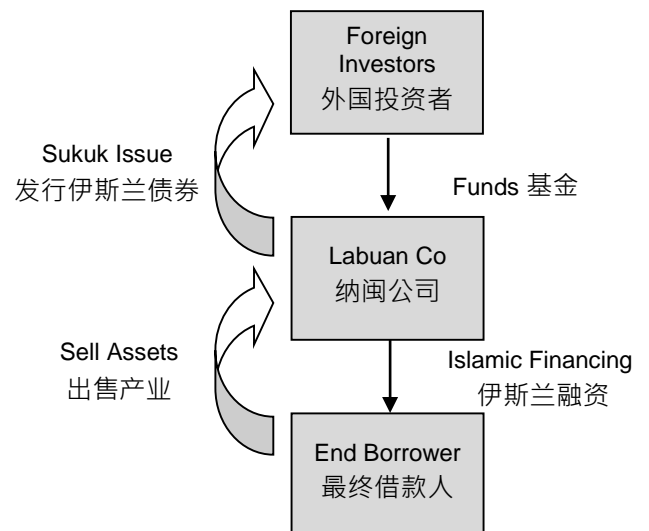 Foreign
Investors
外国投资者
Sukuk Issue
发行伊斯兰债券
Funds 基金
Labuan Co
纳闽公司
Sell Assets
出售产业
Islamic Financing
伊斯兰融资
End Borrower
最终借款人